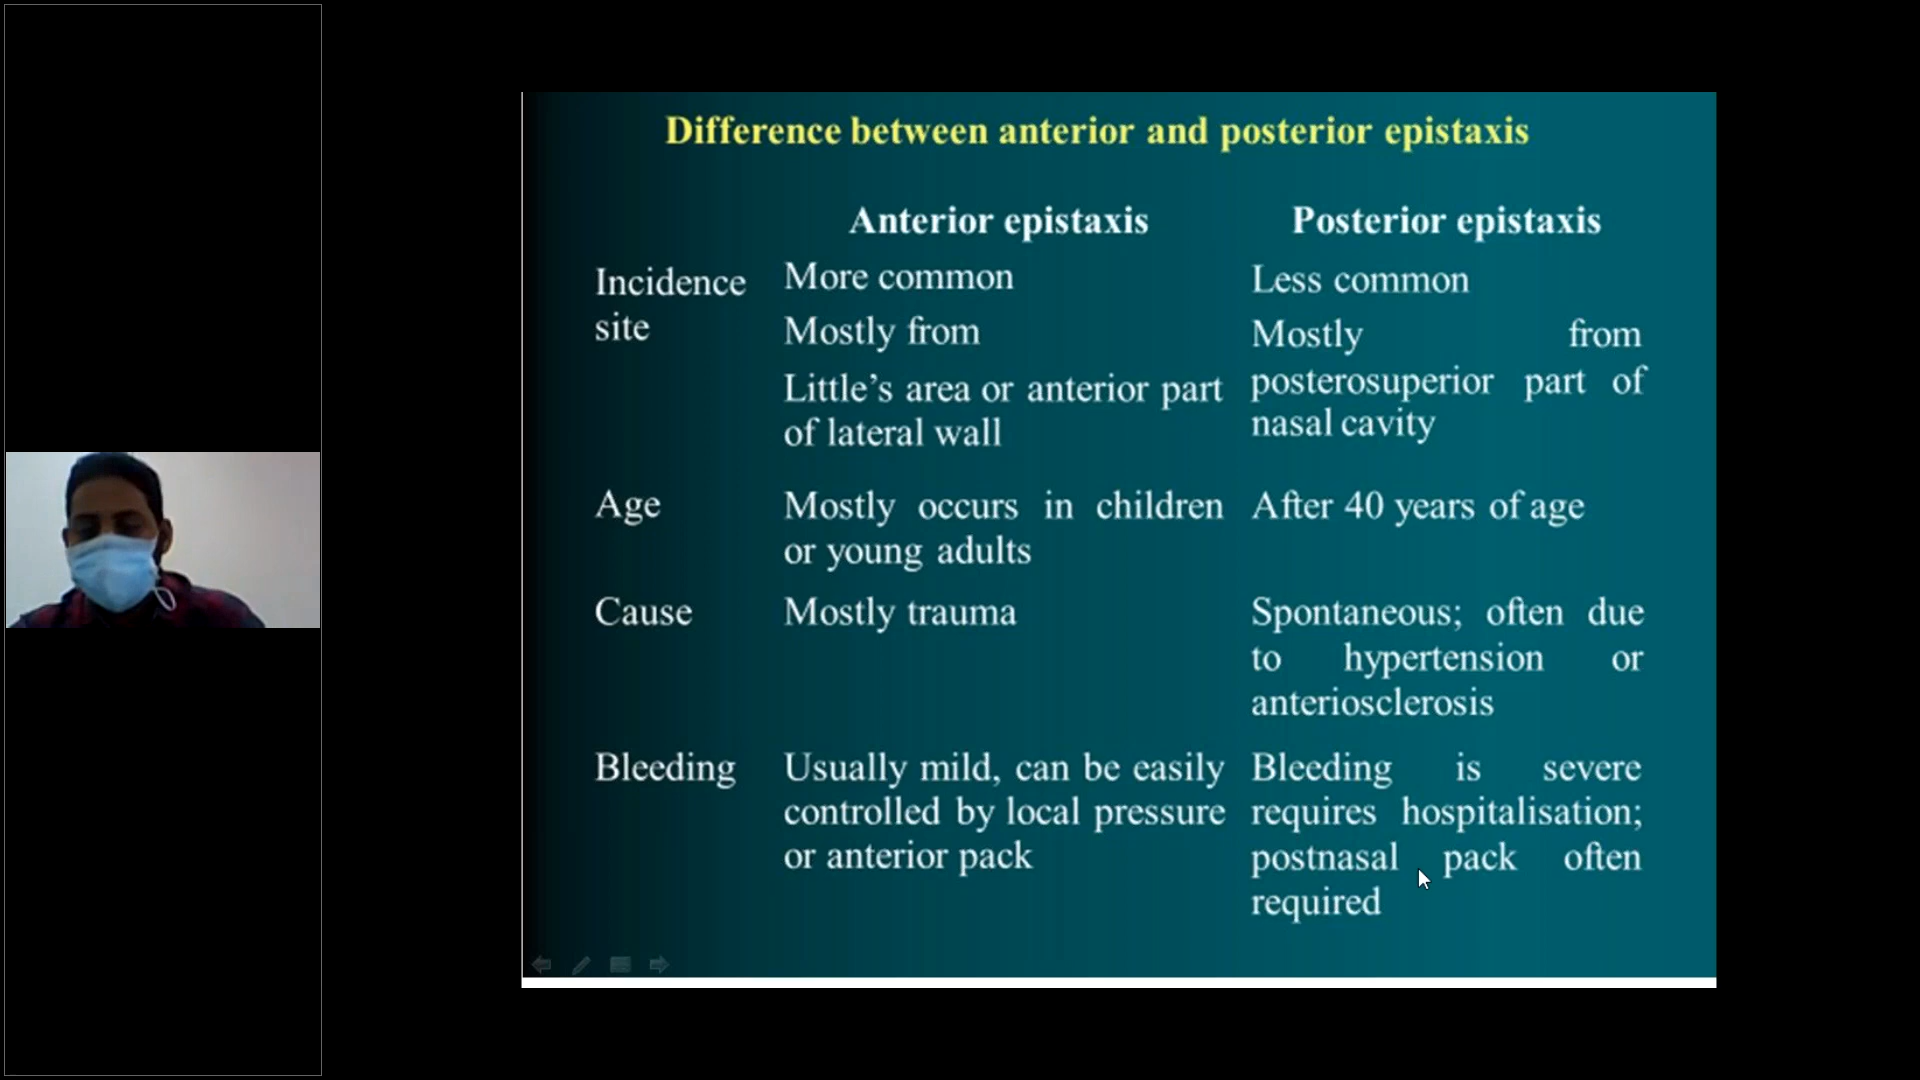 Difference between anterior and posterior epistaxis
Anterior epistaxis
Posterior epistaxis
Incidence
More common
Less common
site
Mostly from
Little’s area or anterior part
of lateral wall
Mostly from
posterosuperior part of
nasal cavity
Age
Mostly occurs in children
or young adults
After 40 years of age
Cause
Mostly trauma
Spontaneous; often due
to hypertension or
anteriosclerosis
Bleeding
Usually mild, can be easily
controlled by local pressure
or anterior pack
Bleeding is severe
requires hospitalisation;
postnasal pack often
required